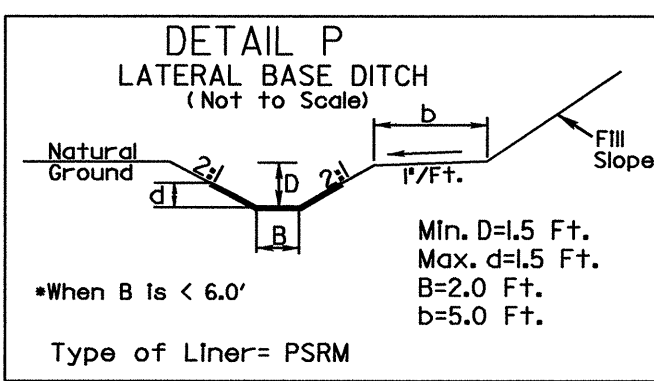 DETAIL P
LATERAL BASE DITCH
(Not to Scale)
b
Natural
Ground
2:1
D
2:1
1"/Ft.
Fill
Slope
d
B
Min. D=1.5 Ft.
Max. d=1.5 Ft.
*When B is < 6.0'
B=2.0 Ft.
b=5.0 Ft.
Type of Liner= PSRM